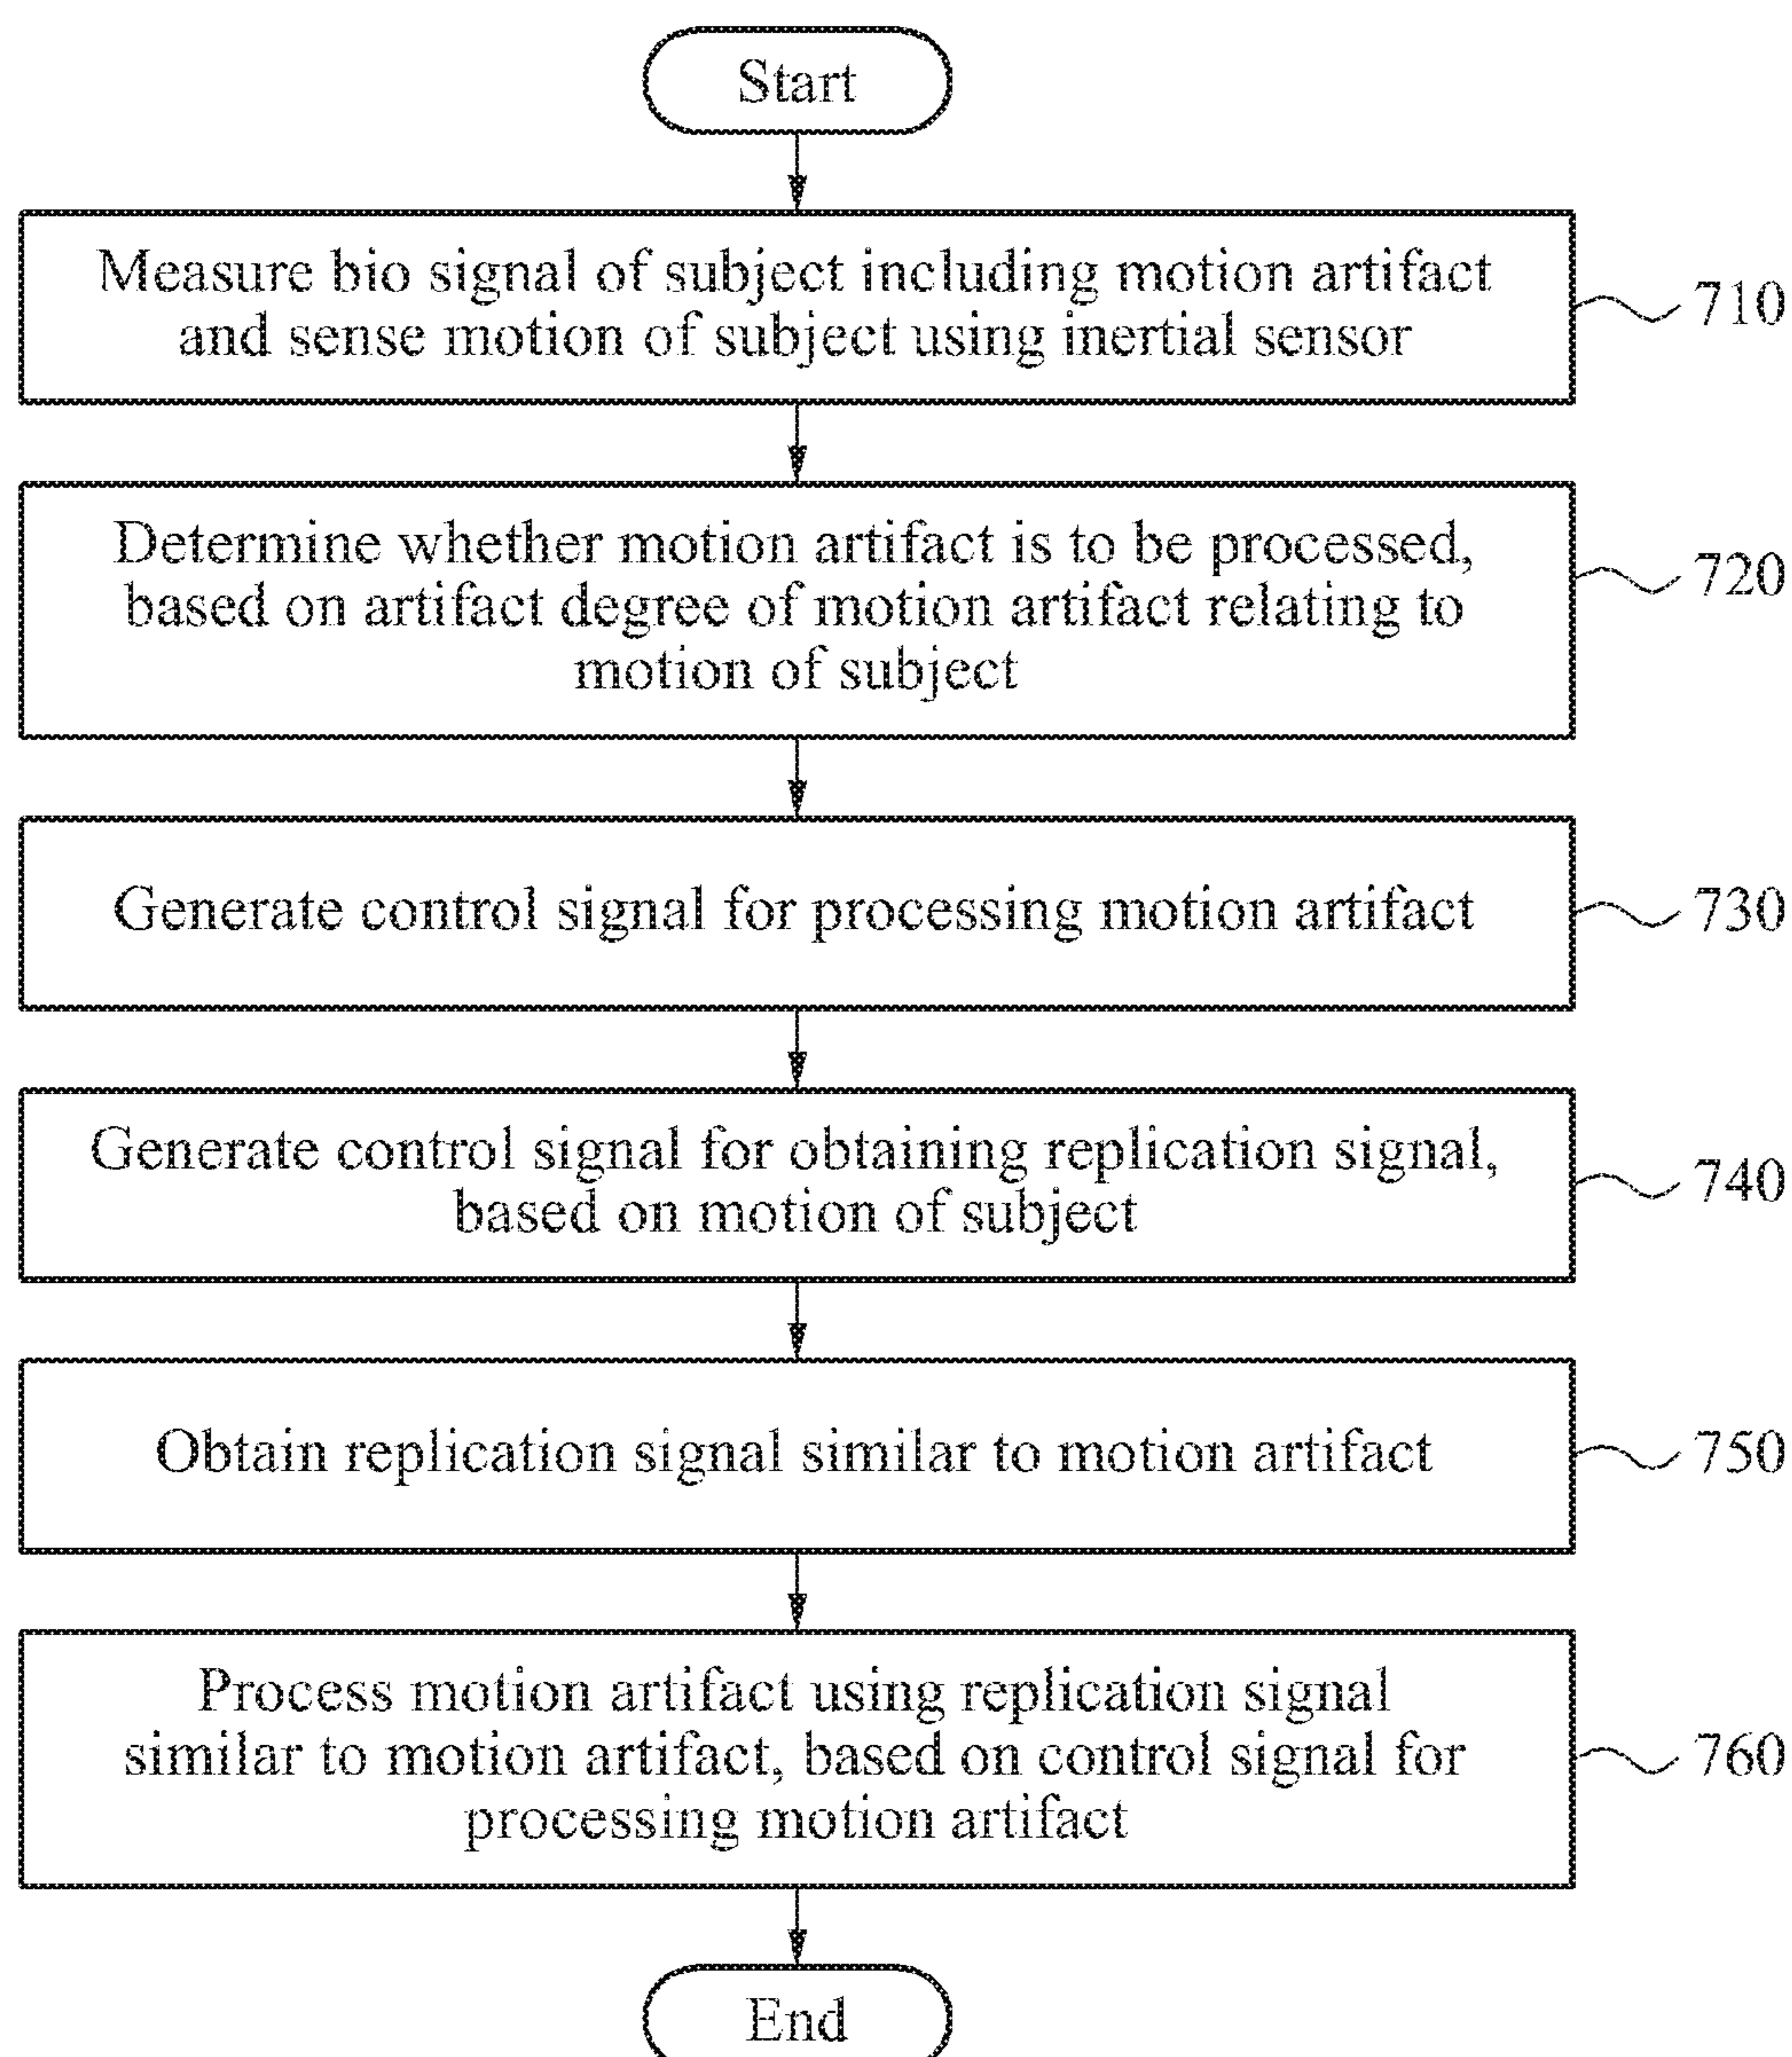 Start
Measure bio signal of subject including motion artifact
and sense motion of subject using inertial sensor
710
Determine whether motion artifact is to be processed,
based on artifact degree of motion artifact relating to
motion of subject
720
Generate control signal for processing motion artifact
730
Generate control signal for obtaining replication signal,
based on motion of subject
740
Obtain replication signal similar to motion artifact
750
Process motion artifact using replication signal
similar to motion artifact, based on control signal for
processing motion artifact
760
End